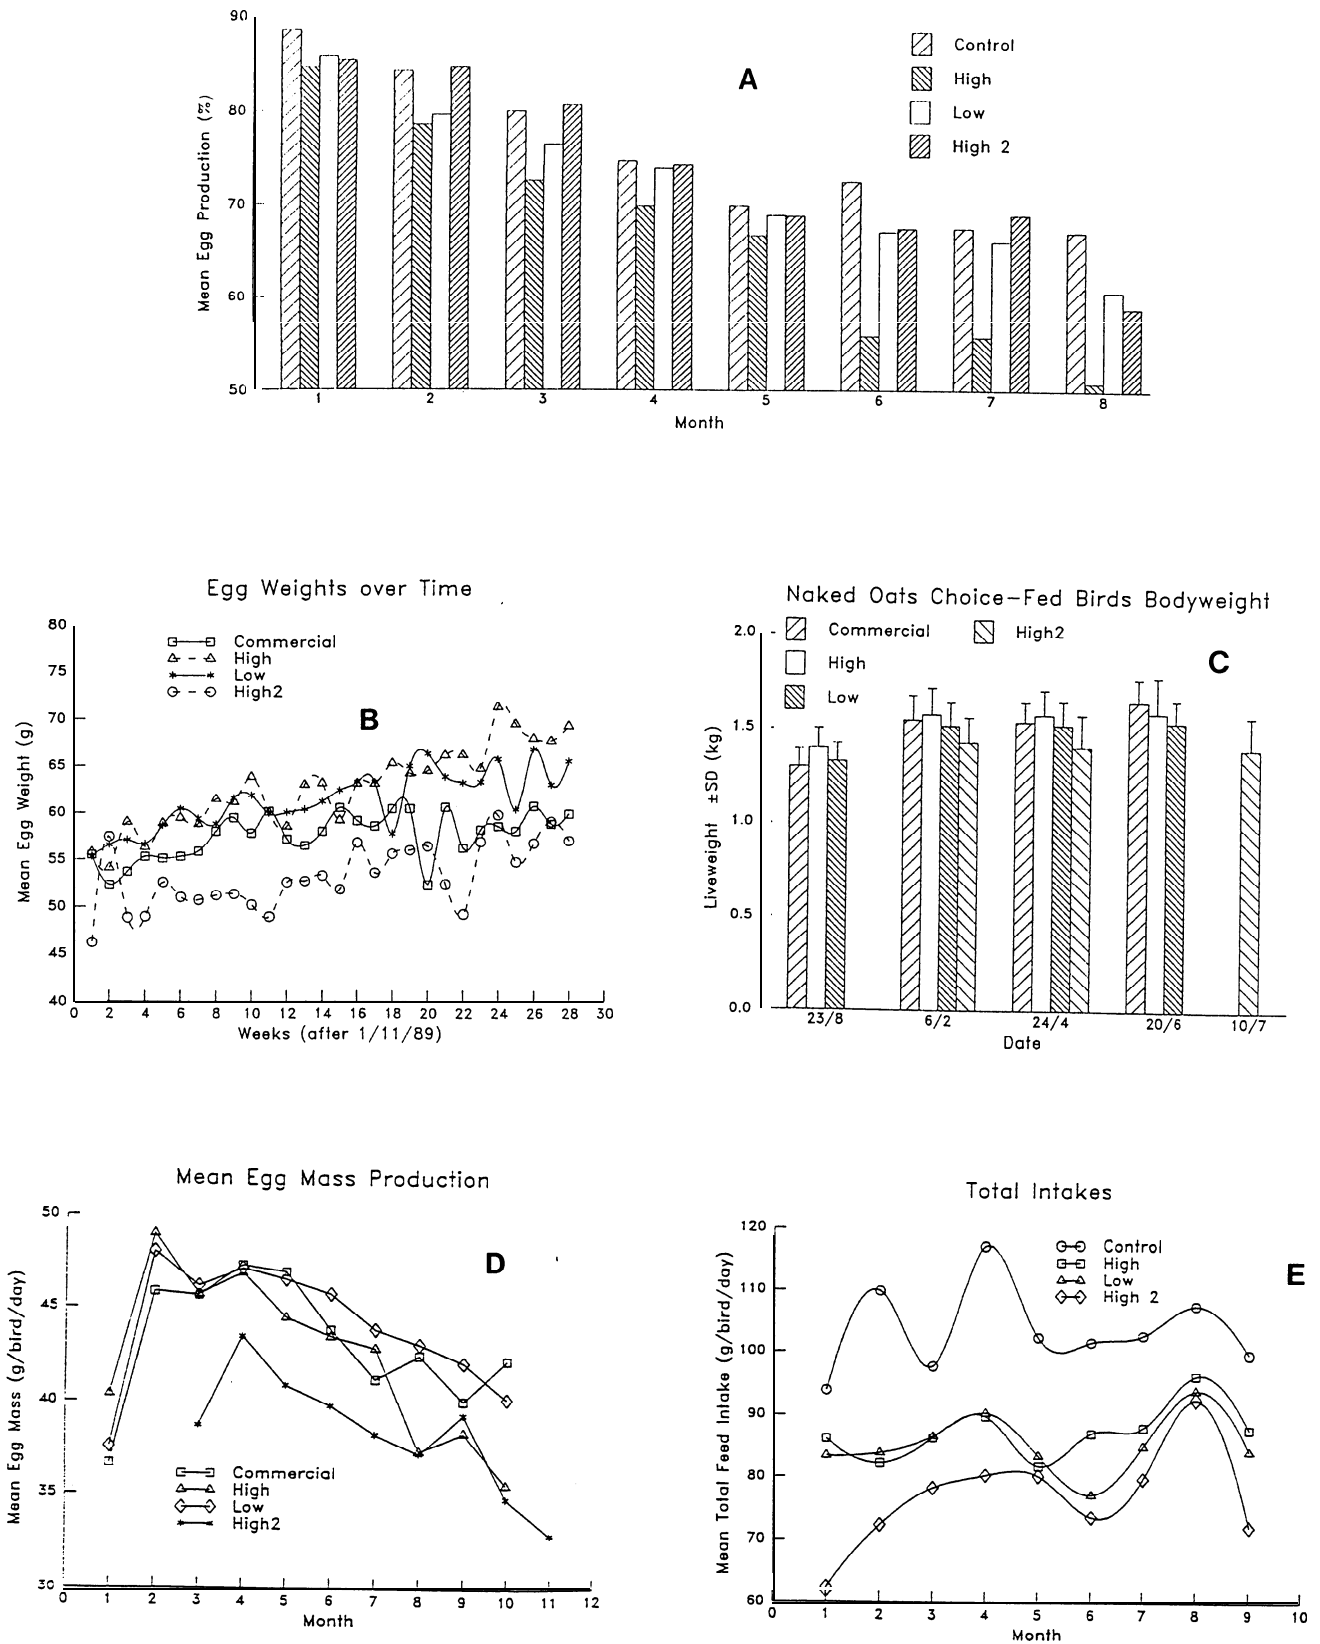 90
80
70
60
50
Mean Egg Production (%)
A
Control
High
Low
High 2
1 2 3 4 5 6 7 8
Month
Egg Weights over Time
80
75
70
65
60
55
50
45
40
Mean Egg Weight (g)
Commercial
High
Low
High2
B
0 2 4 6 8 10 12 14 16 18 20 22 24 26 28 30
Weeks (after 1/11/89)
Naked Oats Choice-Fed Birds Bodyweight
2.0
1.5
1.0
0.5
0.0
Liveweight ±SD (kg)
Commercial
High
Low
High2
C
23/8 6/2 24/4 20/6 10/7
Date
Mean Egg Mass Production
50
45
40
35
30
Mean Egg Mass (g/bird/day)
D
Commercial
High
Low
High2
0 1 2 3 4 5 6 7 8 9 10 11 12
Month
Total Intakes
120
110
100
90
80
70
60
Mean Total Feed Intake (g/bird/day)
Control
High
Low
High 2
E
0 1 2 3 4 5 6 7 8 9 10
Month